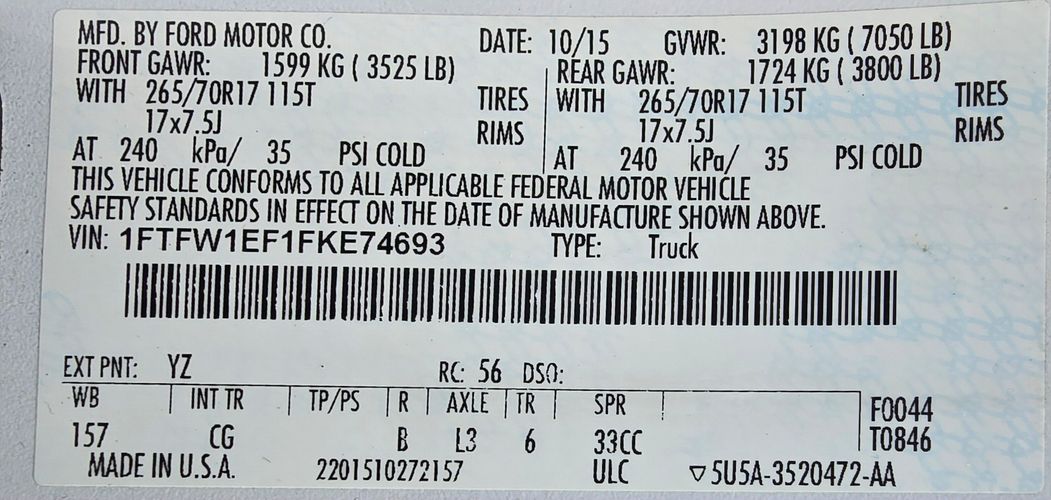 MFD. BY FORD MOTOR CO. DATE: 10/15 GVWR: 3198 KG ( 7050 LB)
FRONT GAWR: 1599 KG ( 3525 LB) REAR GAWR: 1724 KG ( 3800 LB)
WITH 265/70R17 115T TIRES WITH 265/70R17 115T TIRES
17x7.5J RIMS 17x7.5J RIMS
AT 240 kPa/ 35 PSI COLD AT 240 kPa/ 35 PSI COLD
THIS VEHICLE CONFORMS TO ALL APPLICABLE FEDERAL MOTOR VEHICLE
SAFETY STANDARDS IN EFFECT ON THE DATE OF MANUFACTURE SHOWN ABOVE.
VIN: 1FTFW1EF1FKE74693 TYPE: Truck
EXT PNT: YZ RC: 56 DSO:
WB INT TR TP/PS R AXLE TR SPR F0044
157 CG B L3 6 33CC T0846
MADE IN U.S.A. 2201510272157 ULC ▽5U5A-3520472-AA